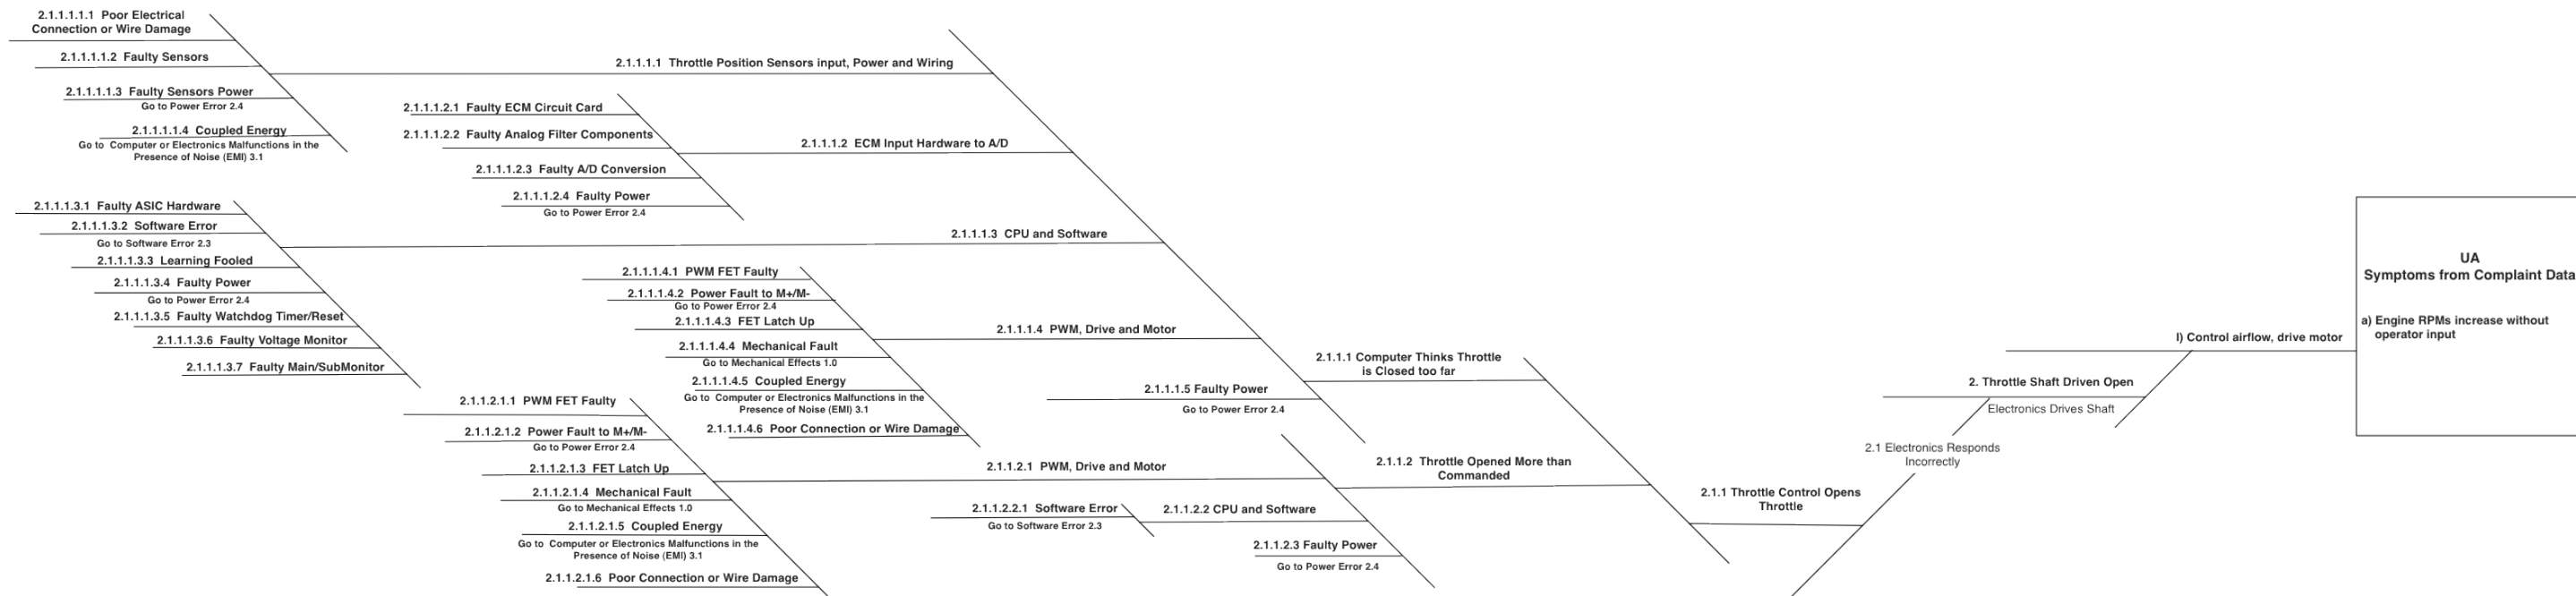 2.1.1.1.1.1 Poor Electrical
Connection or Wire Damage
2.1.1.1.1.2 Faulty Sensors
2.1.1.1.1.3 Faulty Sensors Power
Go to Power Error 2.4
2.1.1.1.1.4 Coupled Energy
Go to Computer or Electronics Malfunctions in the
Presence of Noise (EMI) 3.1
2.1.1.1.1 Throttle Position Sensors input, Power and Wiring
2.1.1.1.2.1 Faulty ECM Circuit Card
2.1.1.1.2.2 Faulty Analog Filter Components
2.1.1.1.2.3 Faulty A/D Conversion
2.1.1.1.2.4 Faulty Power
Go to Power Error 2.4
2.1.1.1.2 ECM Input Hardware to A/D
2.1.1.1.3.1 Faulty ASIC Hardware
2.1.1.1.3.2 Software Error
Go to Software Error 2.3
2.1.1.1.3.3 Learning Fooled
2.1.1.1.3.4 Faulty Power
Go to Power Error 2.4
2.1.1.1.3.5 Faulty Watchdog Timer/Reset
2.1.1.1.3.6 Faulty Voltage Monitor
2.1.1.1.3.7 Faulty Main/SubMonitor
2.1.1.1.3 CPU and Software
2.1.1.1.4.1 PWM FET Faulty
2.1.1.1.4.2 Power Fault to M+/M-
Go to Power Error 2.4
2.1.1.1.4.3 FET Latch Up
2.1.1.1.4.4 Mechanical Fault
Go to Mechanical Effects 1.0
2.1.1.1.4.5 Coupled Energy
Go to Computer or Electronics Malfunctions in the
Presence of Noise (EMI) 3.1
2.1.1.1.4.6 Poor Connection or Wire Damage
2.1.1.1.4 PWM, Drive and Motor
2.1.1.1.5 Faulty Power
Go to Power Error 2.4
2.1.1.1 Computer Thinks Throttle
is Closed too far
2.1.1.2.1.1 PWM FET Faulty
2.1.1.2.1.2 Power Fault to M+/M-
Go to Power Error 2.4
2.1.1.2.1.3 FET Latch Up
2.1.1.2.1.4 Mechanical Fault
Go to Mechanical Effects 1.0
2.1.1.2.1.5 Coupled Energy
Go to Computer or Electronics Malfunctions in the
Presence of Noise (EMI) 3.1
2.1.1.2.1.6 Poor Connection or Wire Damage
2.1.1.2.1 PWM, Drive and Motor
2.1.1.2.2.1 Software Error
Go to Software Error 2.3
2.1.1.2.2 CPU and Software
2.1.1.2.3 Faulty Power
Go to Power Error 2.4
2.1.1.2 Throttle Opened More than
Commanded
2.1.1 Throttle Control Opens
Throttle
2.1 Electronics Responds
Incorrectly
2. Throttle Shaft Driven Open
Electronics Drives Shaft
I) Control airflow, drive motor
UA
Symptoms from Complaint Data
a) Engine RPMs increase without
operator input